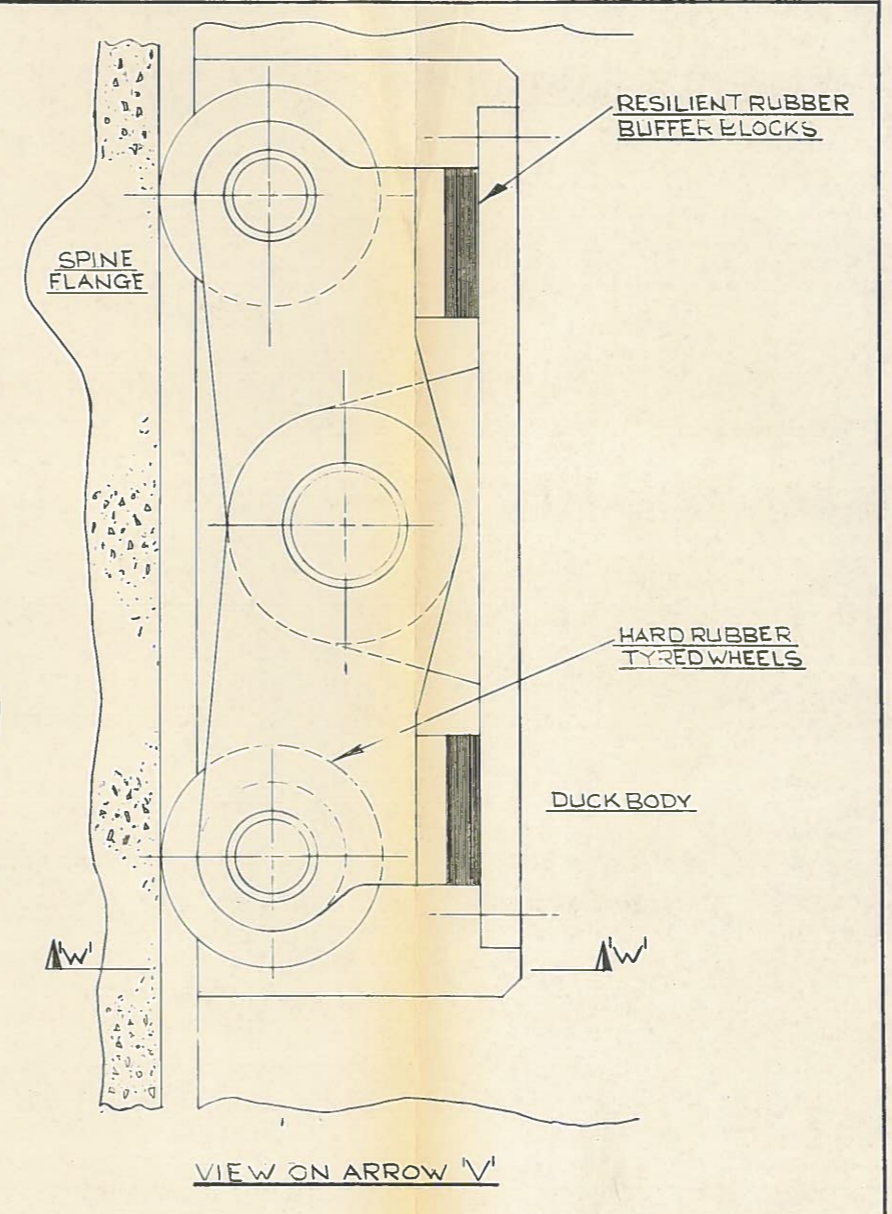 RESILIENT RUBBER
BUFFER BLOCKS
SPINE
FLANGE
HARD RUBBER
TYRED WHEELS
DUCK BODY
'W'
'W'
VIEW ON ARROW 'V'